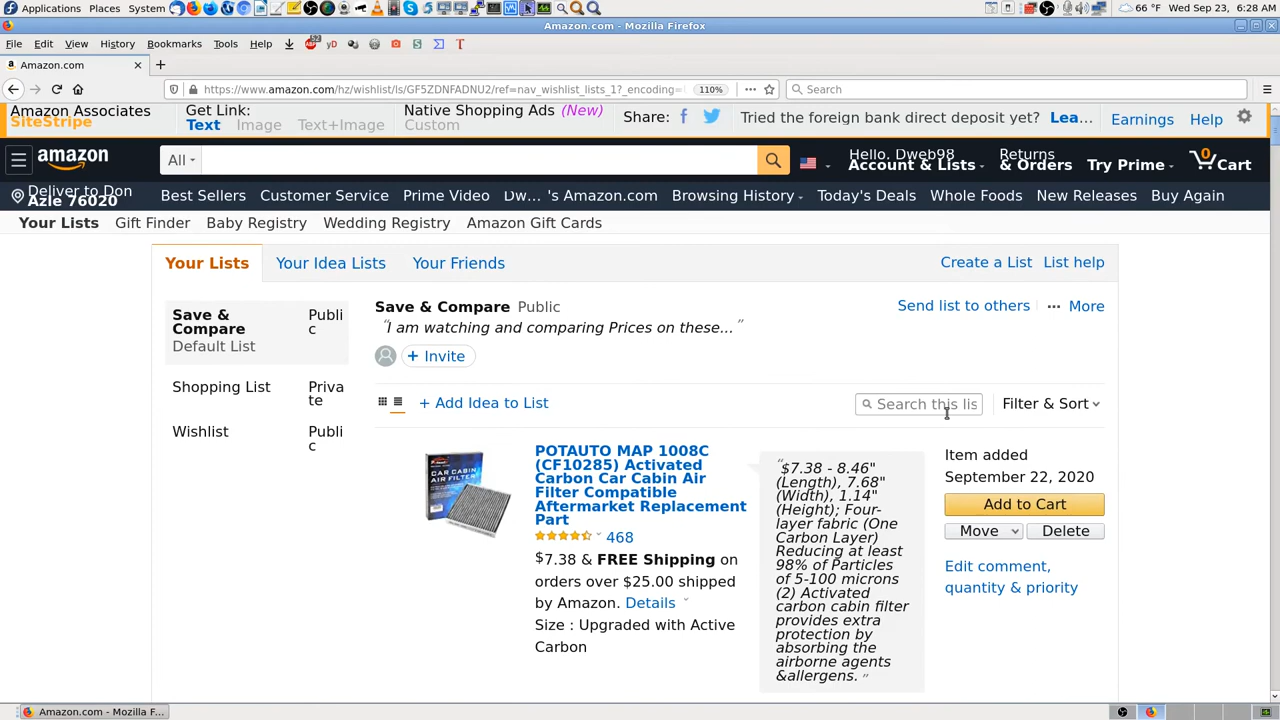 Applications Places System
66 °F Wed Sep 23, 6:28 AM
Amazon.com - Mozilla Firefox
File Edit View History Bookmarks Tools Help
Amazon.com
https://www.amazon.com/hz/wishlist/ls/GF5ZDNFADNU2/ref=nav_wishlist_lists_1?_encoding=
110%
Search
Amazon Associates
SiteStripe
Get Link:
Text Image Text+Image
Native Shopping Ads (New)
Custom
Share:
Tried the foreign bank direct deposit yet? Lea...
Earnings Help
amazon
All
Hello, Dweb98
Account & Lists
Returns
& Orders
Try Prime
0
Cart
Deliver to Don
Azle 76020
Best Sellers Customer Service Prime Video Dw... 's Amazon.com Browsing History Today's Deals Whole Foods New Releases Buy Again
Your Lists Gift Finder Baby Registry Wedding Registry Amazon Gift Cards
Your Lists Your Idea Lists Your Friends
Create a List List help
Save &
Compare
Default List
Publi
c
Shopping List
Priva
te
Wishlist
Publi
c
Save & Compare Public
Send list to others ··· More
“I am watching and comparing Prices on these...”
+ Invite
+ Add Idea to List
Search this lis
Filter & Sort
CAR CABIN
AIR
FILTER
POTAUTO MAP 1008C
(CF10285) Activated
Carbon Car Cabin Air
Filter Compatible
Aftermarket Replacement
Part
468
$7.38 & FREE Shipping on
orders over $25.00 shipped
by Amazon. Details
Size : Upgraded with Active
Carbon
“$7.38 - 8.46"
(Length), 7.68"
(Width), 1.14"
(Height); Four-
layer fabric (One
Carbon Layer)
Reducing at least
98% of Particles
of 5-100 microns
(2) Activated
carbon cabin filter
provides extra
protection by
absorbing the
airborne agents
&allergens. ”
Item added
September 22, 2020
Add to Cart
Move Delete
Edit comment,
quantity & priority
Amazon.com - Mozilla F...